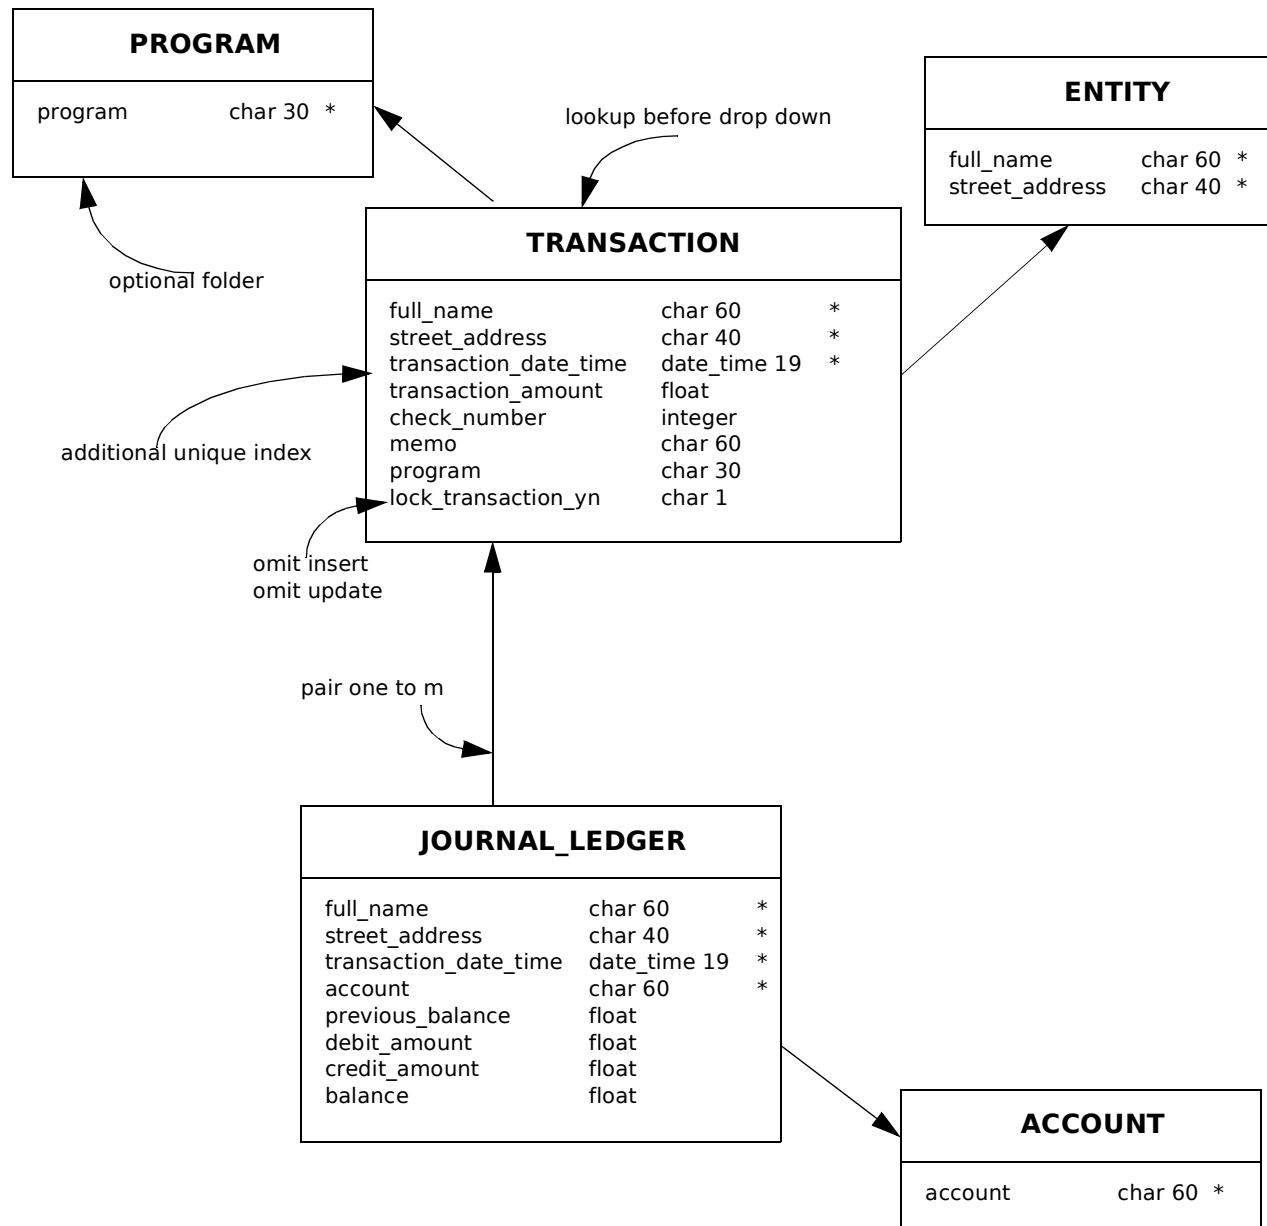 PROGRAM
program char 30 *
optional folder
lookup before drop down
ENTITY
full_name char 60 *
street_address char 40 *
TRANSACTION
full_name char 60 *
street_address char 40 *
transaction_date_time date_time 19 *
transaction_amount float
check_number integer
memo char 60
program char 30
lock_transaction_yn char 1
additional unique index
omit insert
omit update
pair one to m
JOURNAL_LEDGER
full_name char 60 *
street_address char 40 *
transaction_date_time date_time 19 *
account char 60 *
previous_balance float
debit_amount float
credit_amount float
balance float
ACCOUNT
account char 60 *